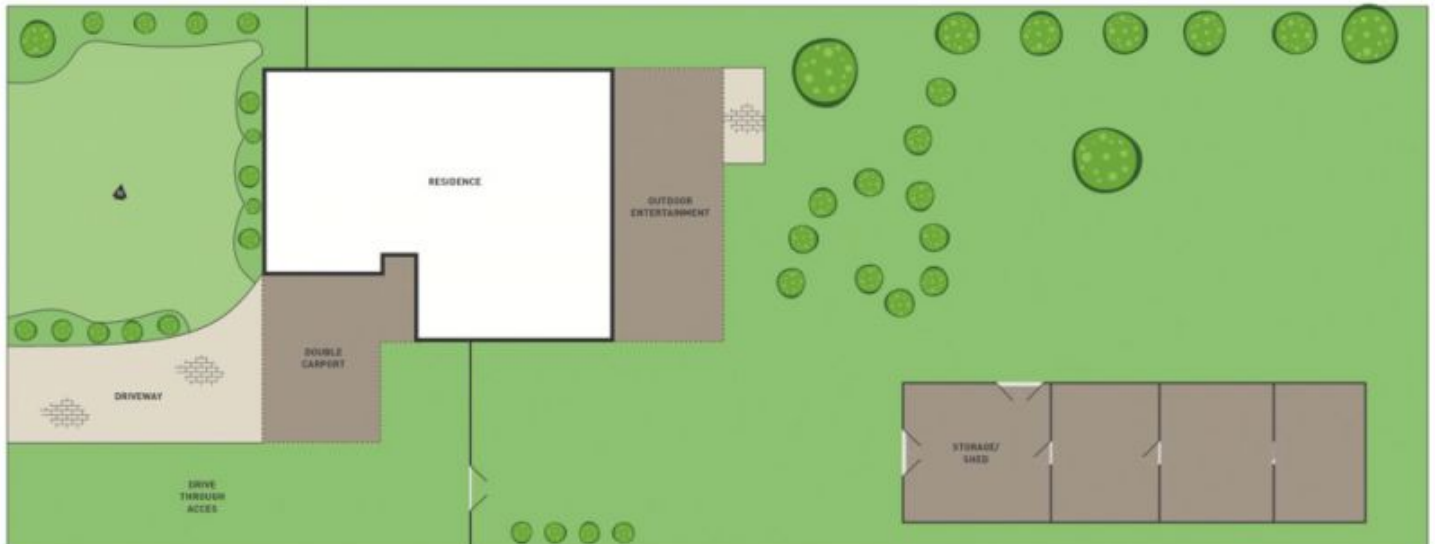 RESIDENCE
OUTDOOR
ENTERTAINMENT
DOUBLE
CARPORT
DRIVEWAY
STORAGE/
SHED
DRIVE
THROUGH
ACCES